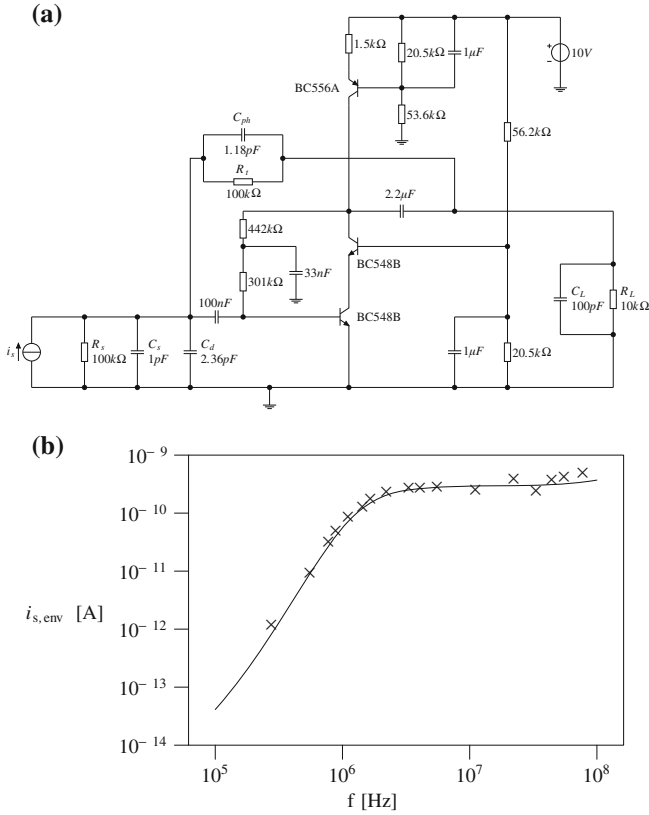 (a)
1.5kΩ
20.5kΩ
1μF
+
-
10V
BC556A
53.6kΩ
C_ph
1.18pF
R_t
100kΩ
56.2kΩ
2.2μF
442kΩ
BC548B
301kΩ
33nF
100nF
BC548B
C_L
100pF
R_L
10kΩ
i_s
R_s
100kΩ
C_s
1pF
C_d
2.36pF
1μF
20.5kΩ
(b)
10^-9
10^-10
10^-11
10^-12
10^-13
10^-14
i_s,env [A]
10^5
10^6
10^7
10^8
f [Hz]